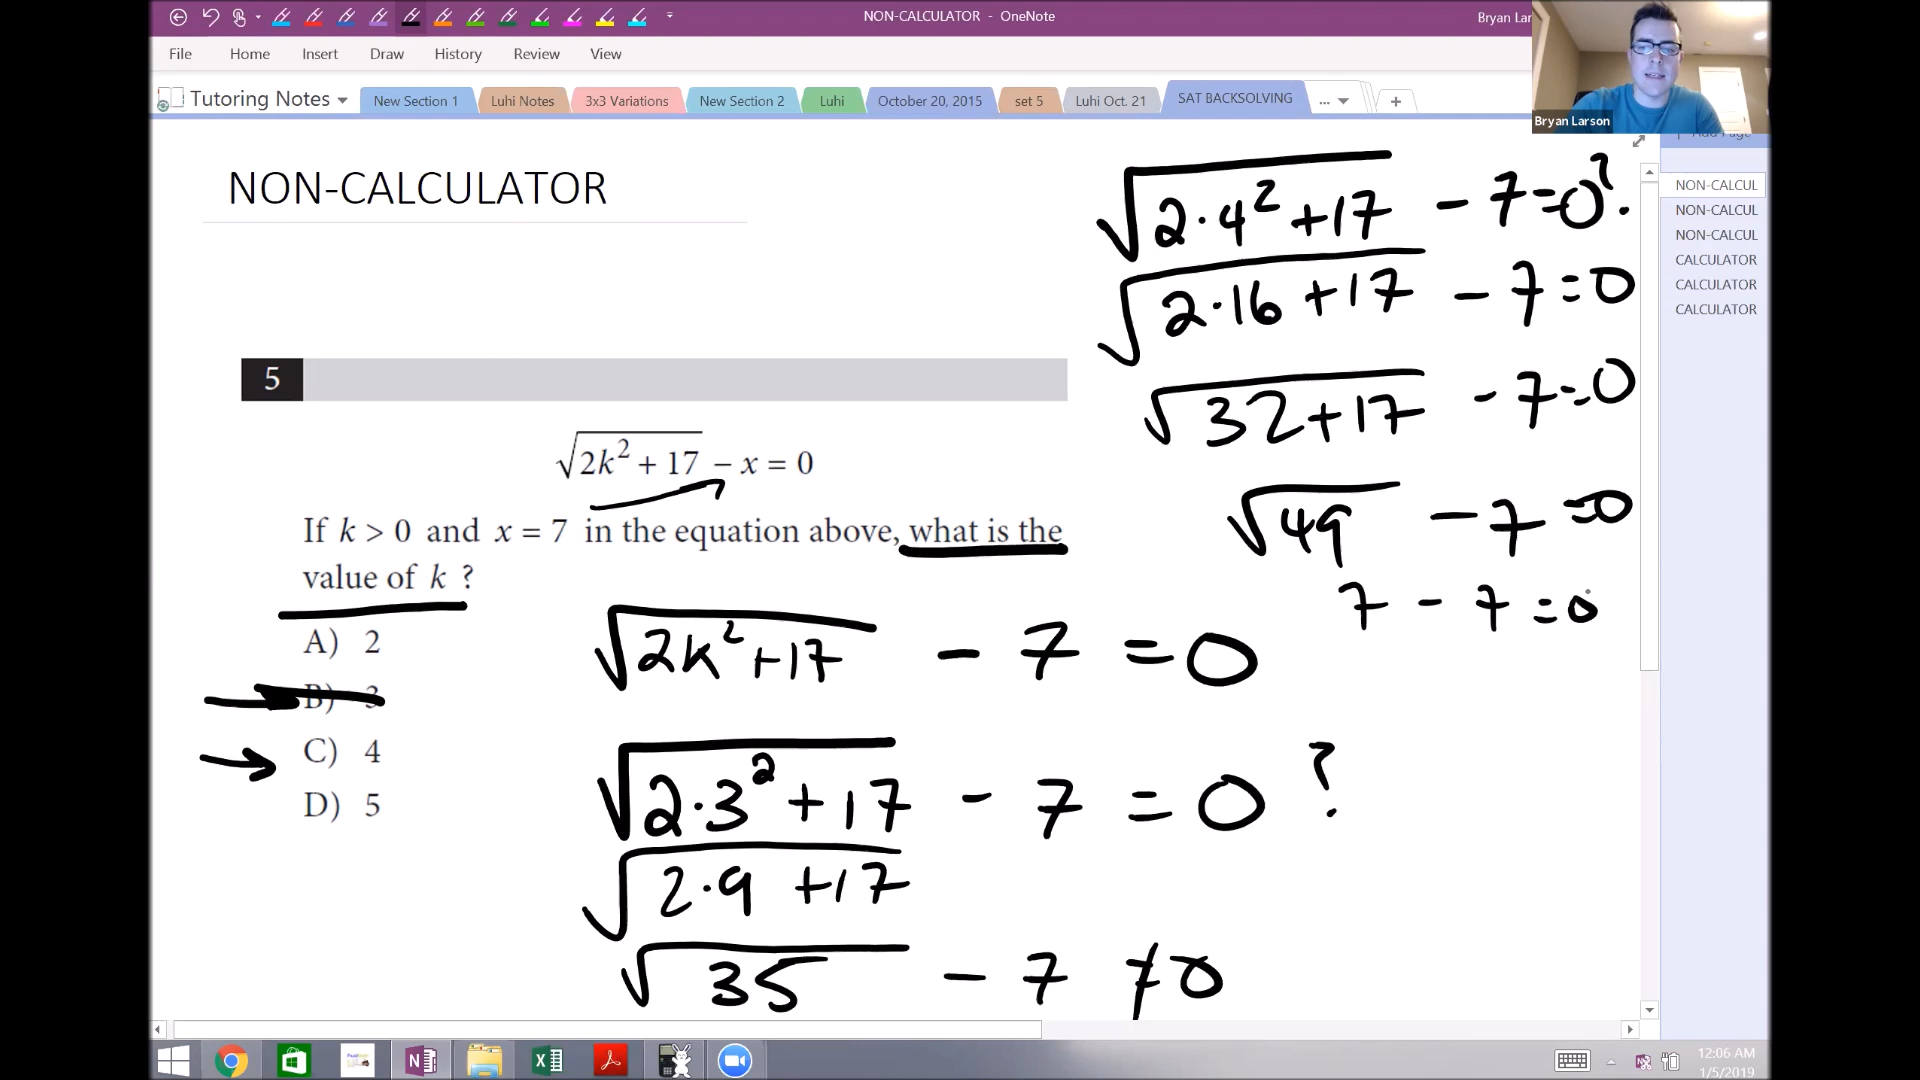 NON-CALCULATOR - OneNote
Bryan Lar
File Home Insert Draw History Review View
Tutoring Notes
New Section 1 Luhi Notes 3x3 Variations New Section 2 Luhi October 20, 2015 set 5 Luhi Oct. 21 SAT BACKSOLVING ... +
Bryan Larson
Add Page
NON-CALCUL
NON-CALCUL
NON-CALCUL
CALCULATOR
CALCULATOR
CALCULATOR
NON-CALCULATOR
5
√2k² + 17 - x = 0
If k > 0 and x = 7 in the equation above, what is the
value of k ?
A) 2
B) 3
C) 4
D) 5
√2k²+17 - 7 = 0
√2·3²+17 - 7 = 0 ?
√2·9 +17
√35 - 7 ≠0
√2·4²+17 - 7=0?
√2·16+17 - 7=0
√32+17 - 7=0
√49 - 7=0
7 - 7=0
12:06 AM
1/5/2019